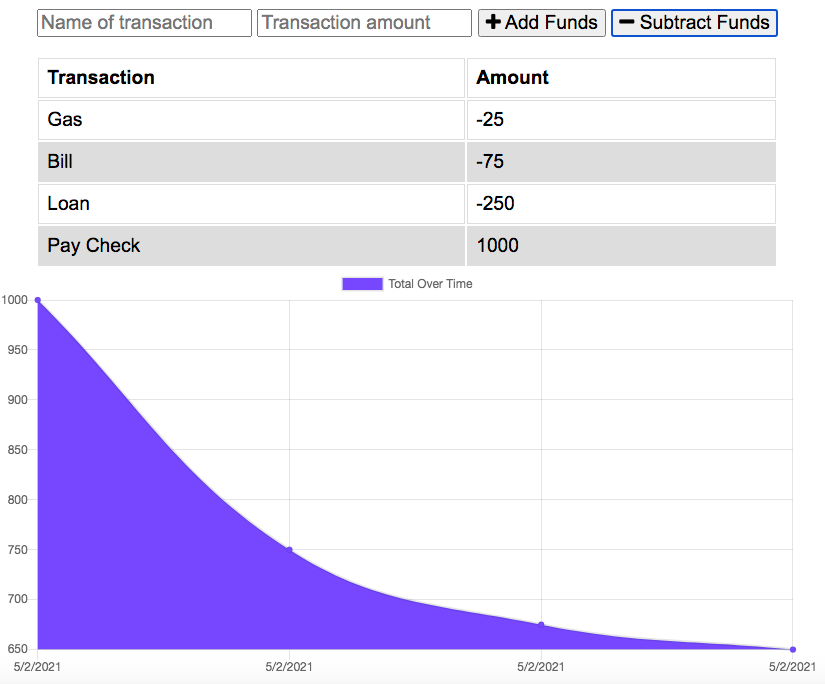 Name of transaction Transaction amount + Add Funds − Subtract Funds
Transaction Amount
Gas -25
Bill -75
Loan -250
Pay Check 1000
Total Over Time
1000
950
900
850
800
750
700
650
5/2/2021 5/2/2021 5/2/2021 5/2/2021